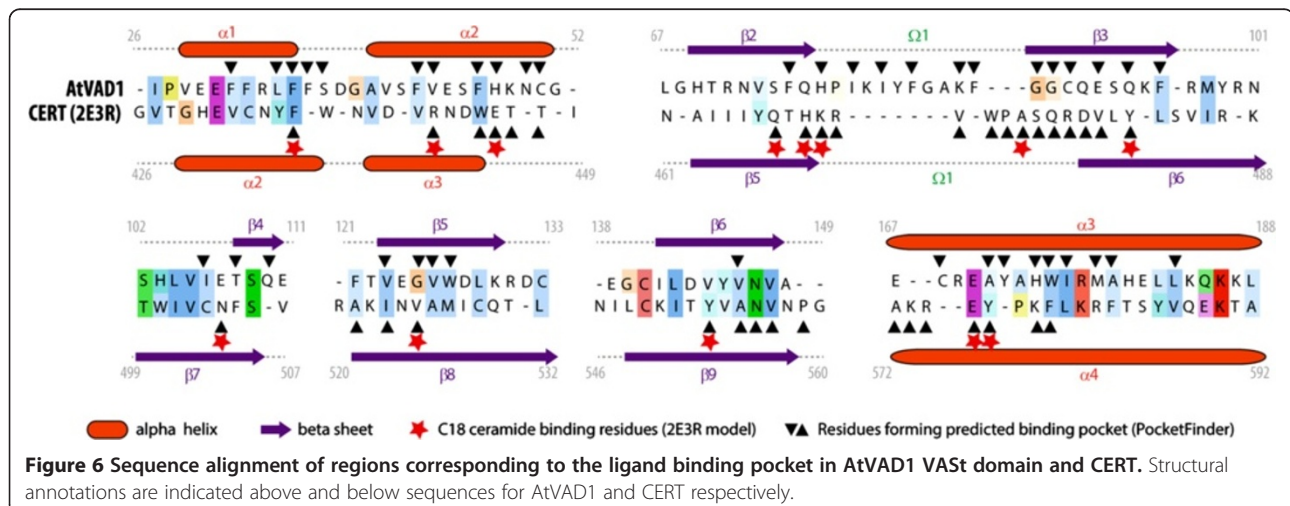 26 α1 α2 52
AtVAD1 - I P V E E F F R L F F S D G A V S F V E S F H K N C G -
CERT (2E3R) G V T G H E V C N Y F - W - N V D - V R N D W E T - T - I
426 α2 α3 449
67 β2 Ω1 β3 101
L G H T R N V S F Q H P I K I Y F G A K F - - - G G C Q E S Q K F - R M Y R N
N - A I I I Y Q T H K R - - - - - - - V - W P A S Q R D V L Y - L S V I R - K
461 β5 Ω1 β6 488
102 β4 111
S H L V I E T S Q E
T W I V C N F S - V
499 β7 507
121 β5 133
- F T V E G V W D L K R D C
R A K I N V A M I C Q T - L
520 β8 532
138 β6 149
- E G C I L D V Y V N V A - -
N I L C K I T Y V A N V N P G
546 β9 560
167 α3 188
E - - C R E A Y A H W I R M A H E L L K Q K K L
A K R - - E Y - P K F L K R F T S Y V Q E K T A
572 α4 592
alpha helix beta sheet C18 ceramide binding residues (2E3R model) Residues forming predicted binding pocket (PocketFinder)
Figure 6 Sequence alignment of regions corresponding to the ligand binding pocket in AtVAD1 VASt domain and CERT. Structural
annotations are indicated above and below sequences for AtVAD1 and CERT respectively.